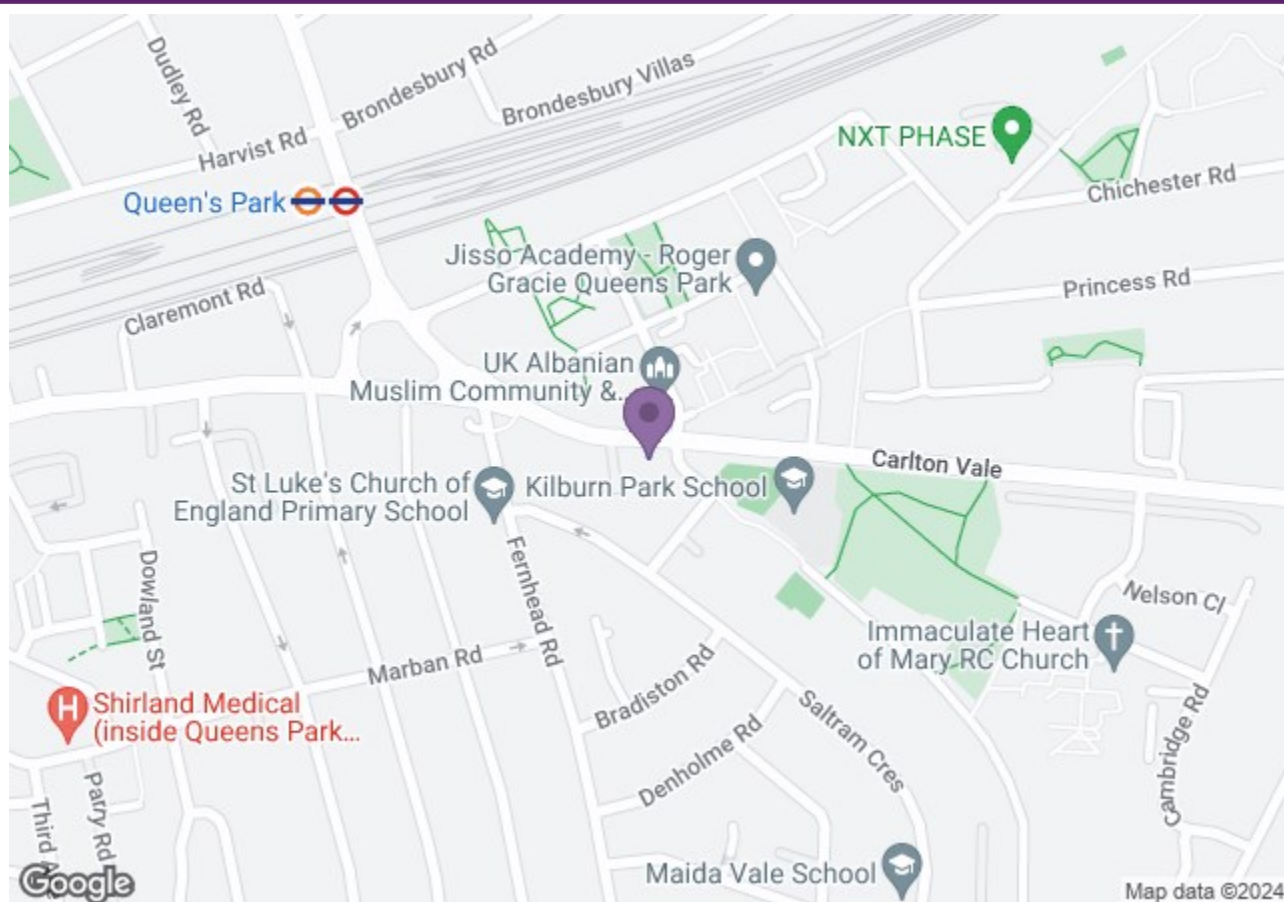 Dudley Rd
Brondesbury Rd
Brondesbury Villas
Harvist Rd
NXT PHASE
Queen's Park
Chichester Rd
Jisso Academy - Roger
Gracie Queens Park
Princess Rd
Claremont Rd
UK Albanian
Muslim Community &...
Carlton Vale
St Luke's Church of
England Primary School
Kilburn Park School
Fernhead Rd
Dowland St
Nelson Cl
Immaculate Heart
of Mary RC Church
Marban Rd
Bradiston Rd
Shirland Medical
(inside Queens Park...
Saltram Cres
Cambridge Rd
Denholme Rd
Parry Rd
Third A
Maida Vale School
H
Google
Map data ©2024